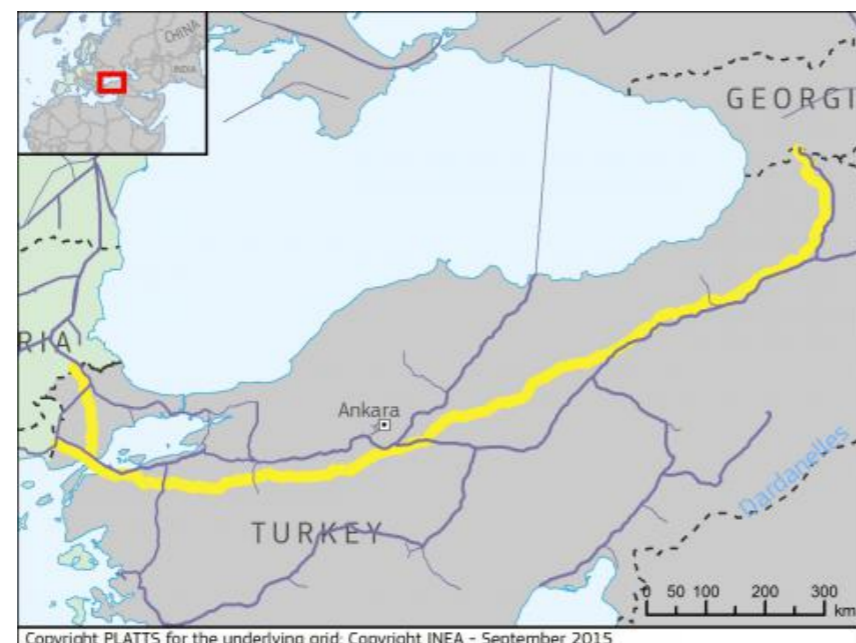 CHINA
INDIA
GEORGI
RIA
Ankara
TURKEY
Dardanelles
0 50 100 200 300
km
Copyright PLATTS for the underlying grid; Copyright INEA - September 2015